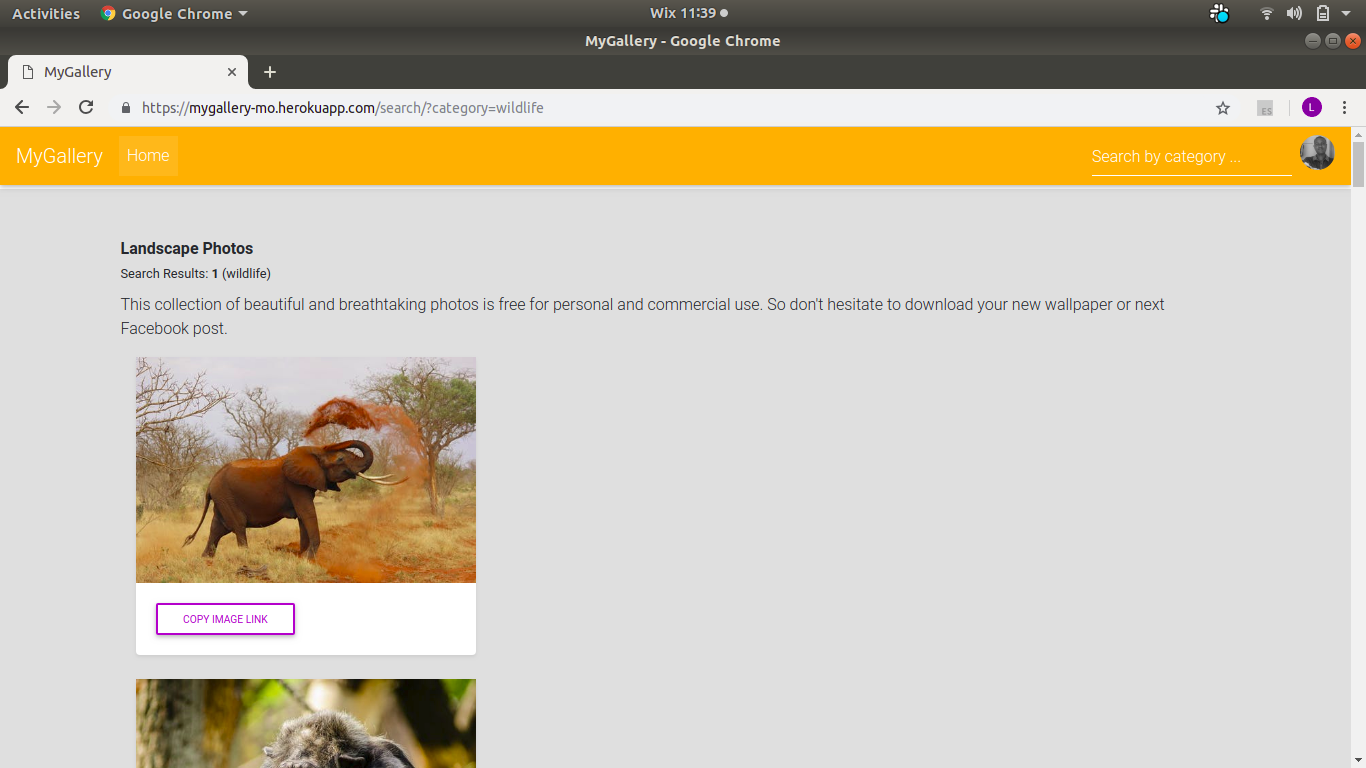 Activities Google Chrome Wix 11:39
MyGallery - Google Chrome
MyGallery
https://mygallery-mo.herokuapp.com/search/?category=wildlife ES L
MyGallery Home Search by category ...
Landscape Photos
Search Results: 1 (wildlife)
This collection of beautiful and breathtaking photos is free for personal and commercial use. So don't hesitate to download your new wallpaper or next
Facebook post.
COPY IMAGE LINK